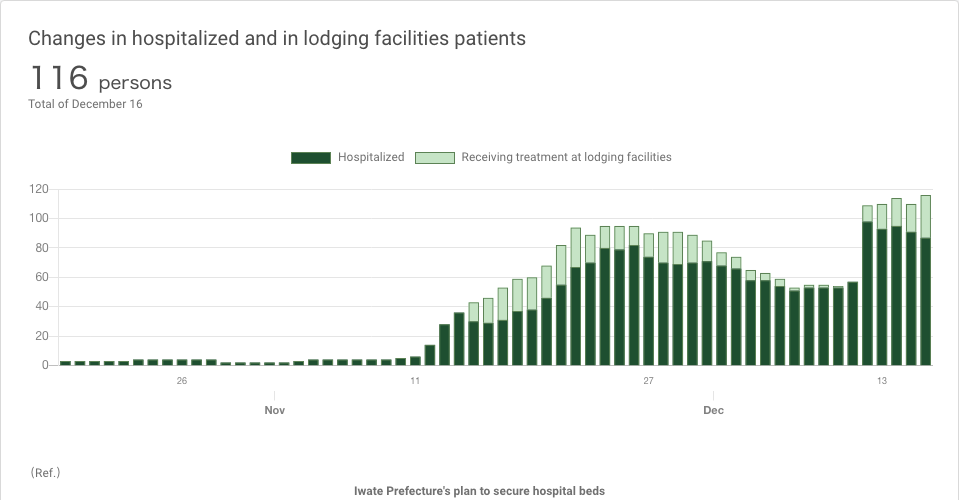 Changes in hospitalized and in lodging facilities patients
116 persons
Total of December 16
Hospitalized Receiving treatment at lodging facilities
120
100
80
60
40
20
0
26 11 27 13
Nov Dec
(Ref.)
Iwate Prefecture's plan to secure hospital beds